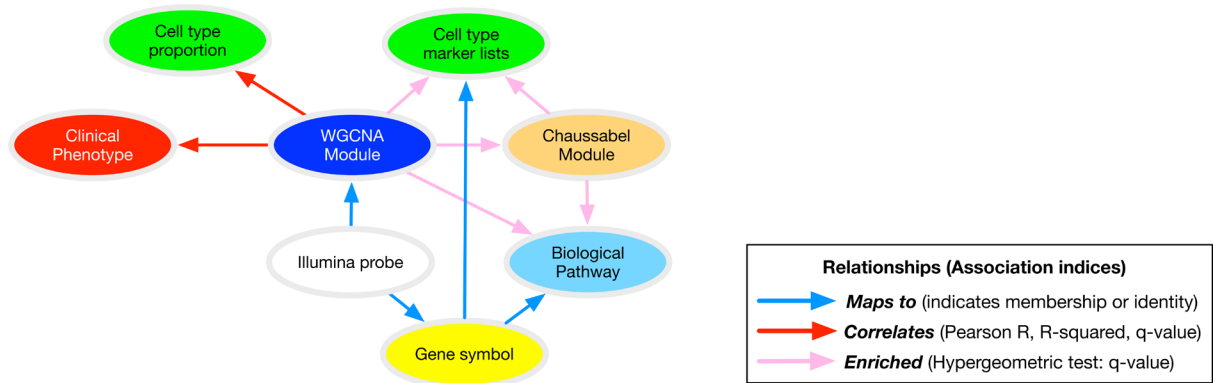 Cell type
proportion
Cell type
marker lists
Clinical
Phenotype
WGCNA
Module
Chaussabel
Module
Illumina probe
Biological
Pathway
Gene symbol
Relationships (Association indices)
Maps to (indicates membership or identity)
Correlates (Pearson R, R-squared, q-value)
Enriched (Hypergeometric test: q-value)